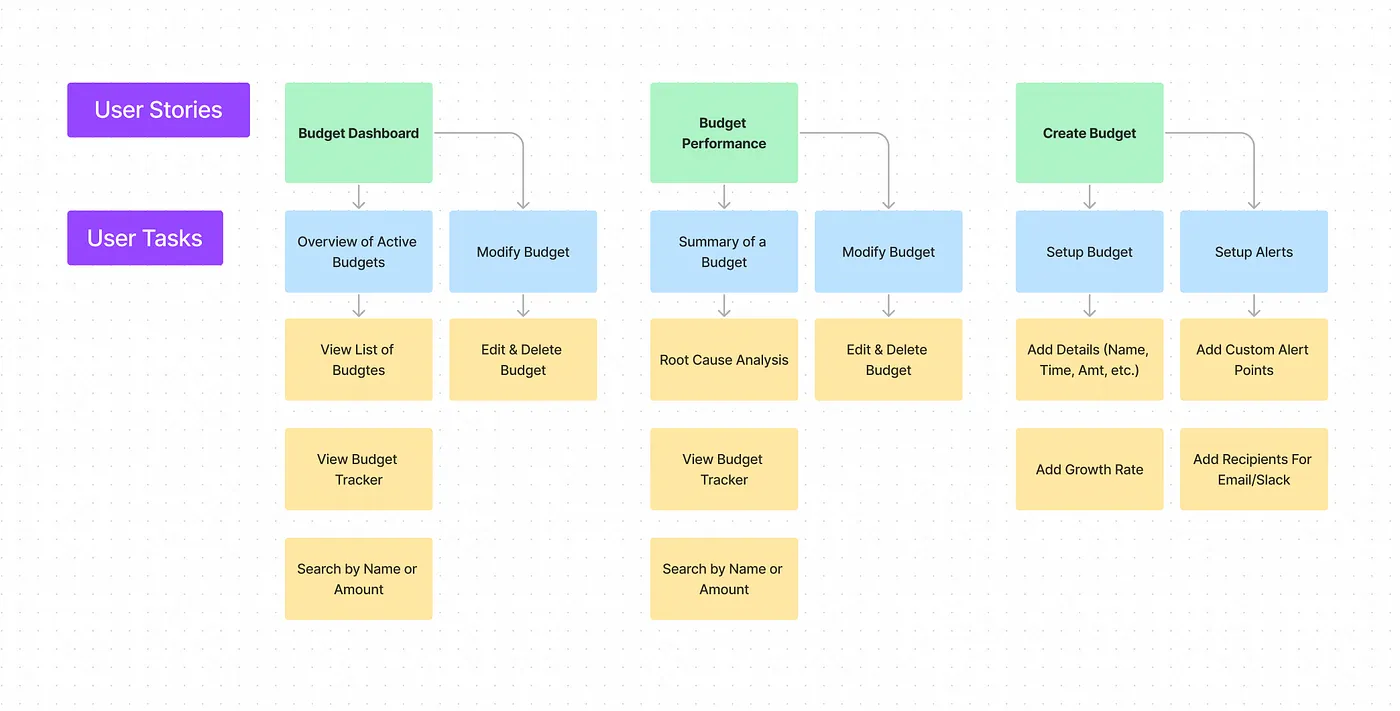 User Stories
Budget Dashboard
Budget
Performance
Create Budget
User Tasks
Overview of Active
Budgets
Modify Budget
Summary of a
Budget
Modify Budget
Setup Budget
Setup Alerts
View List of
Budgtes
Edit & Delete
Budget
Root Cause Analysis
Edit & Delete
Budget
Add Details (Name,
Time, Amt, etc.)
Add Custom Alert
Points
View Budget
Tracker
View Budget
Tracker
Add Growth Rate
Add Recipients For
Email/Slack
Search by Name or
Amount
Search by Name or
Amount